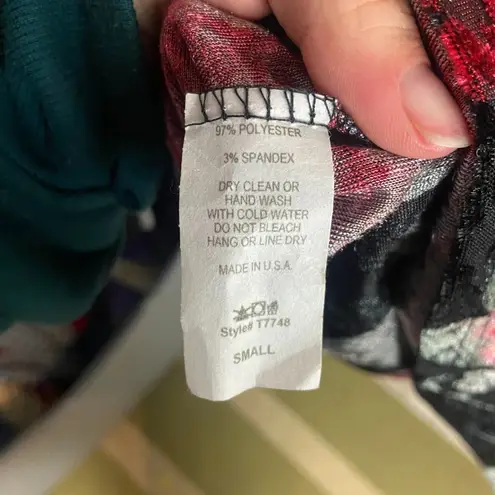 97% POLYESTER
3% SPANDEX
DRY CLEAN OR
HAND WASH
WITH COLD WATER
DO NOT BLEACH
HANG OR LINE DRY
MADE IN U.S.A.
Style# T7748
SMALL